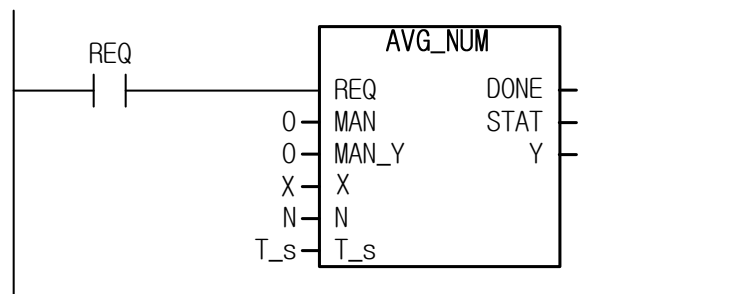 AVG_NUM
REQ
REQ DONE
0 MAN STAT
0 MAN_Y Y
X X
N N
T_s T_s